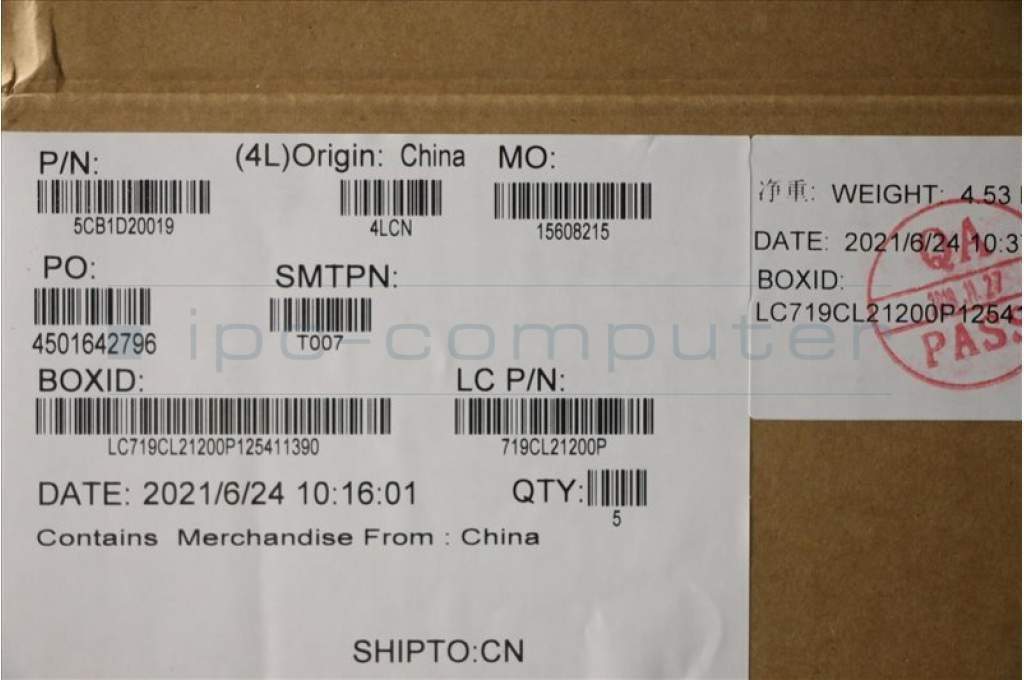 P/N: (4L)Origin: China MO:
5CB1D20019 4LCN 15608215
PO: SMTPN:
4501642796 T007
BOXID: LC P/N:
LC719CL21200P125411390 719CL21200P
DATE: 2021/6/24 10:16:01 QTY: 5
Contains Merchandise From : China
SHIPTO:CN
净重: WEIGHT: 4.53
DATE: 2021/6/24 10:3
BOXID:
LC719CL21200P12541
QA
PASS
ipo-computer